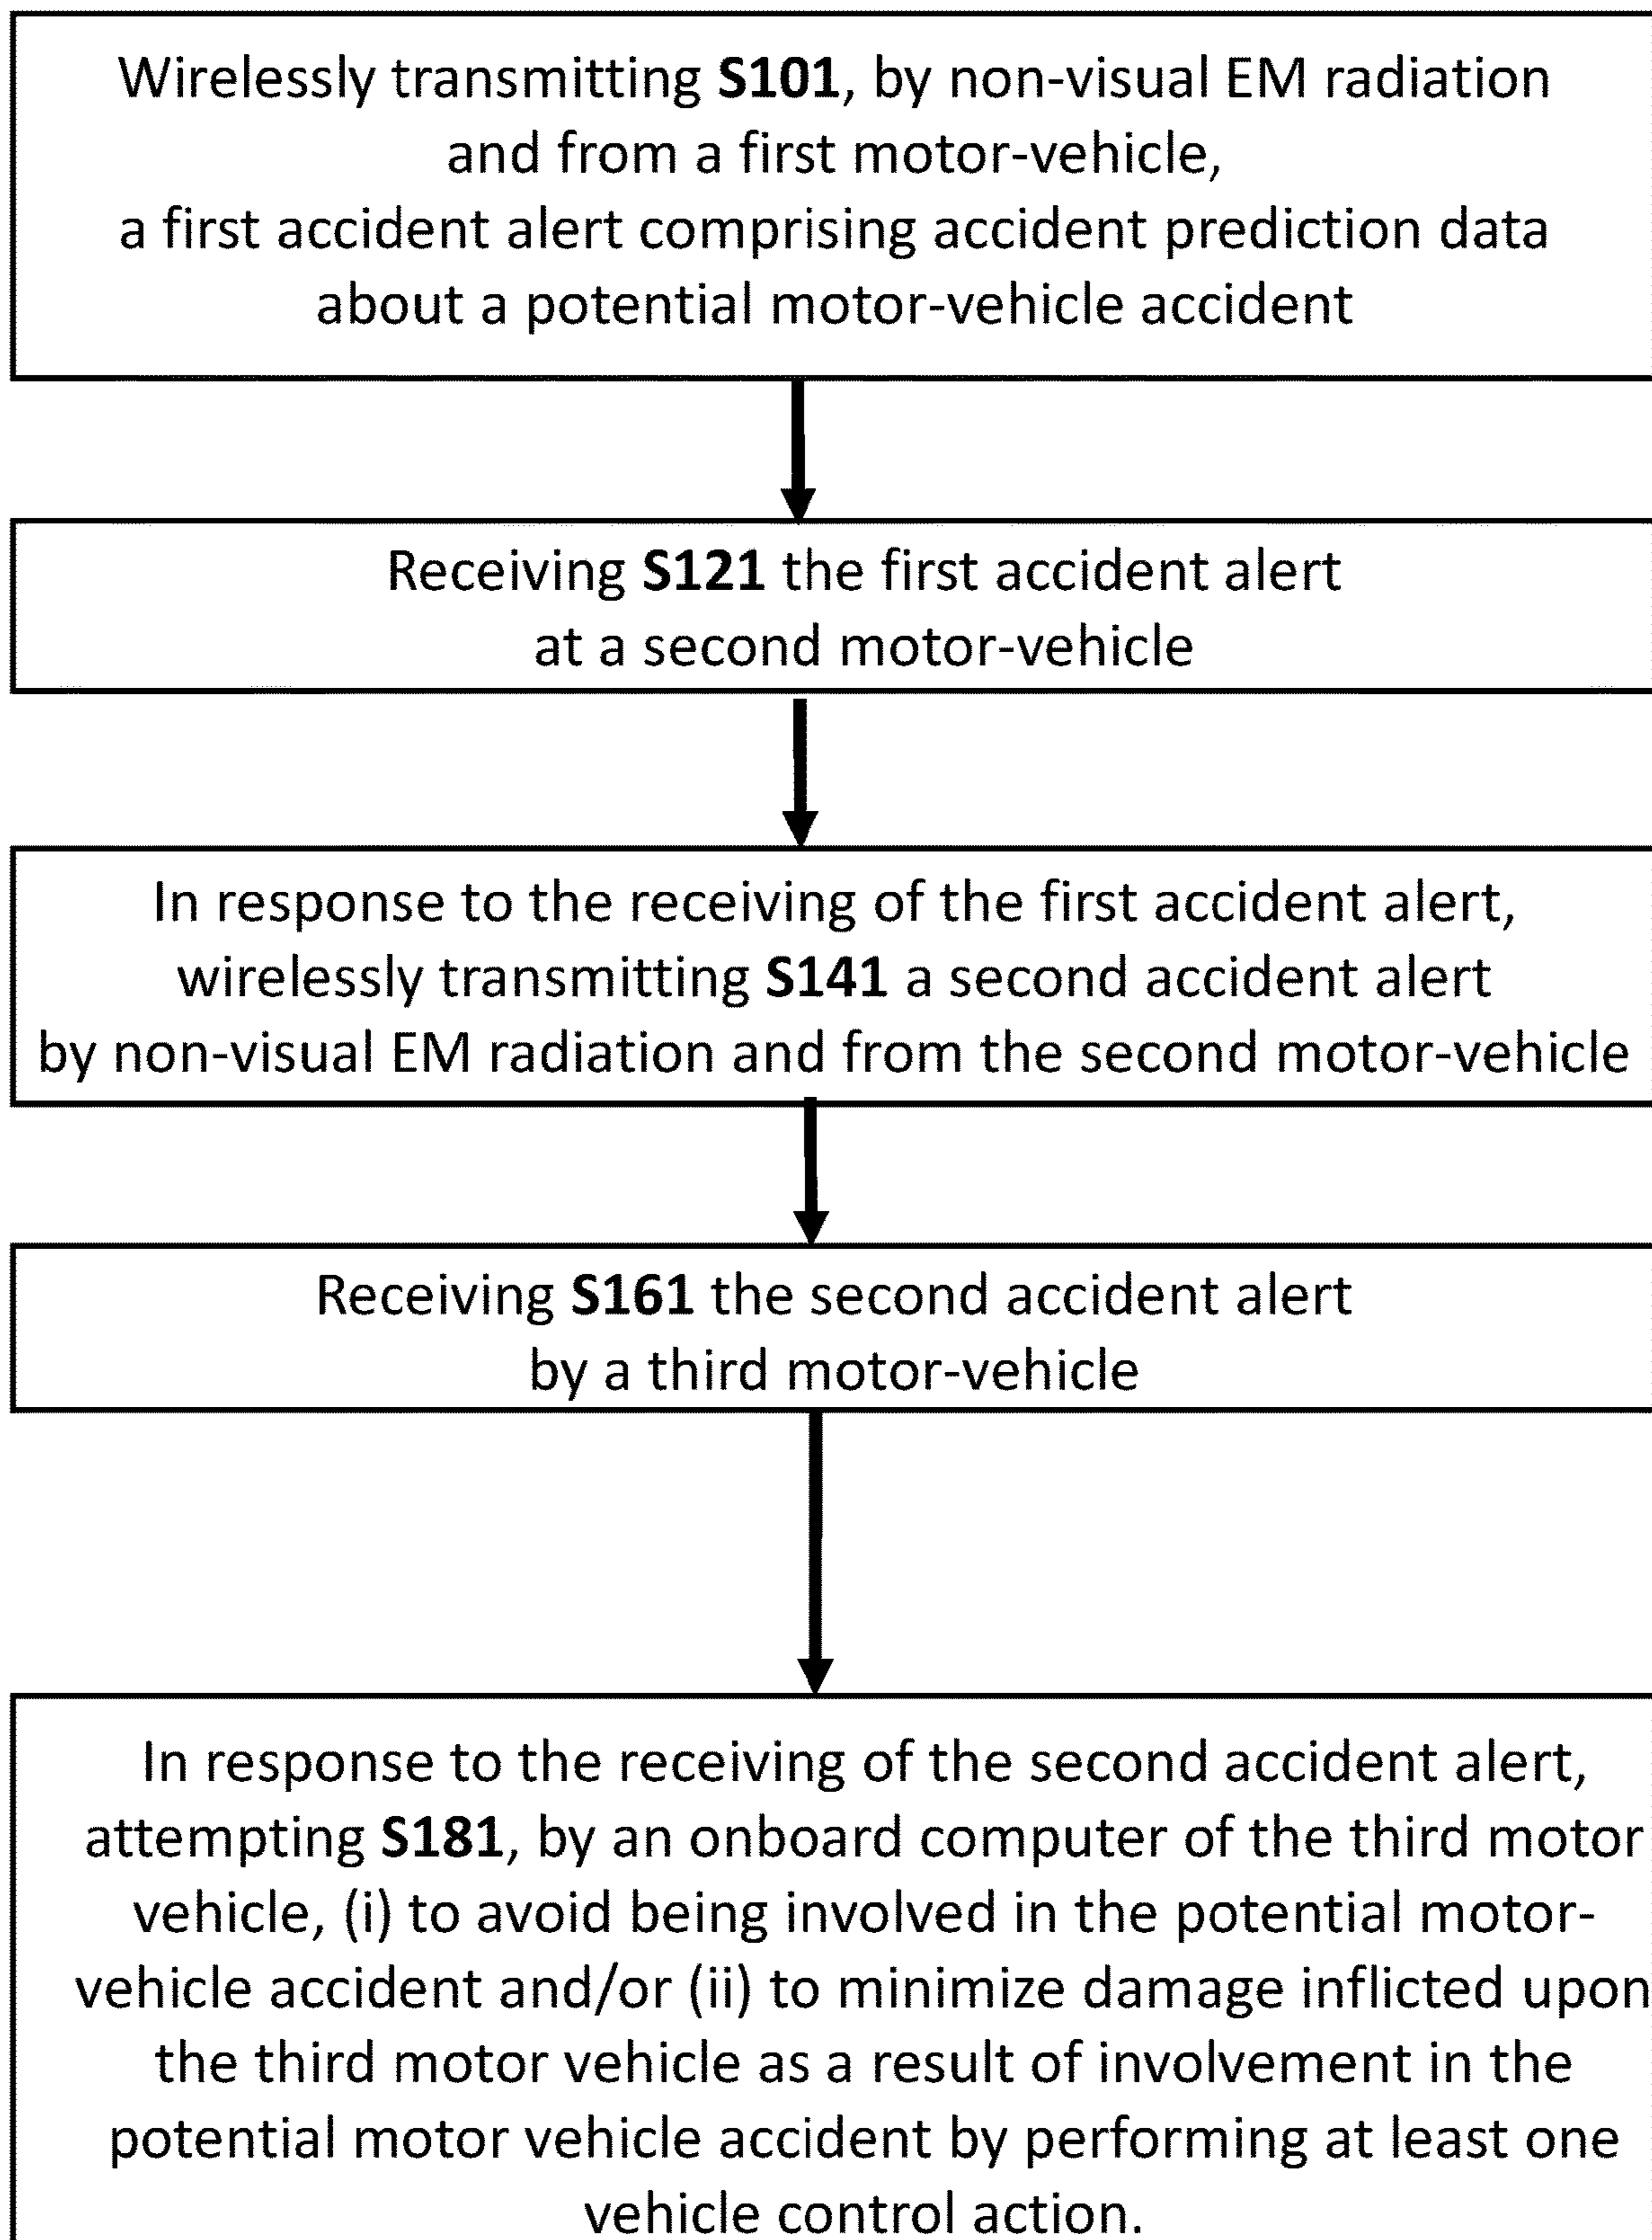 Wirelessly transmitting S101, by non-visual EM radiation
and from a first motor-vehicle,
a first accident alert comprising accident prediction data
about a potential motor-vehicle accident
Receiving S121 the first accident alert
at a second motor-vehicle
In response to the receiving of the first accident alert,
wirelessly transmitting S141 a second accident alert
by non-visual EM radiation and from the second motor-vehicle
Receiving S161 the second accident alert
by a third motor-vehicle
In response to the receiving of the second accident alert,
attempting S181, by an onboard computer of the third motor
vehicle, (i) to avoid being involved in the potential motor-
vehicle accident and/or (ii) to minimize damage inflicted upon
the third motor vehicle as a result of involvement in the
potential motor vehicle accident by performing at least one
vehicle control action.